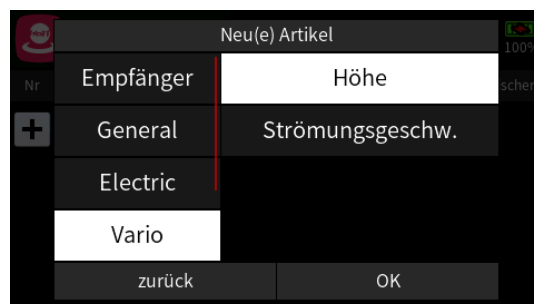 Neu(e) Artikel
100%
Nr
Empfänger
Höhe
General
Strömungsgeschw.
Electric
Vario
zurück
OK